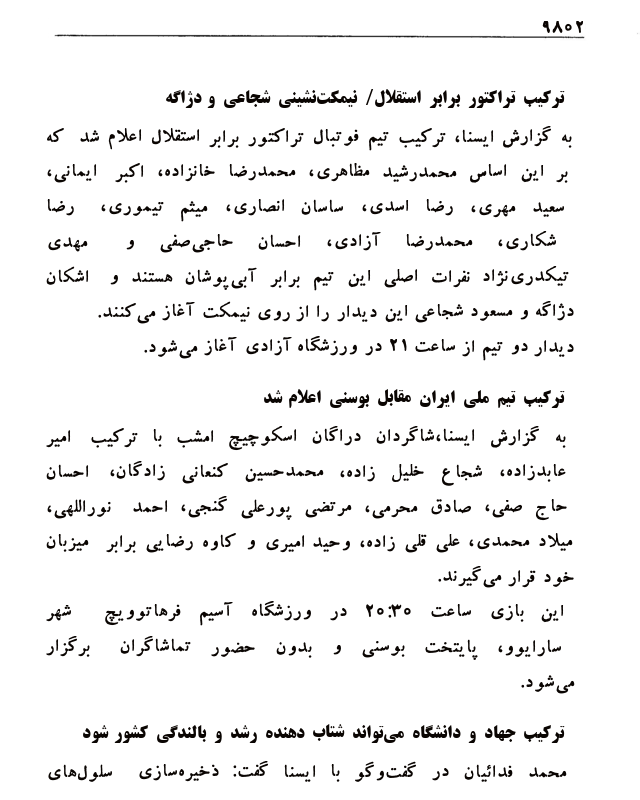 ۹۸۰۲
ترکیب تراکتور برابر استقلال/ نیمکت‌نشینی شجاعی و دژاگه
به گزارش ایسنا، ترکیب تیم فوتبال تراکتور برابر استقلال اعلام شد که
بر این اساس محمدرشید مظاهری، محمدرضا خانزاده، اکبر ایمانی،
سعید مهری، رضا اسدی، ساسان انصاری، میثم تیموری، رضا
شکاری، محمدرضا آزادی، احسان حاجی‌صفی و مهدی
تیکدری‌نژاد نفرات اصلی این تیم برابر آبی‌پوشان هستند و اشکان
دژاگه و مسعود شجاعی این دیدار را از روی نیمکت آغاز می‌کنند.
دیدار دو تیم از ساعت ۲۱ در ورزشگاه آزادی آغاز می‌شود.
ترکیب تیم ملی ایران مقابل بوسنی اعلام شد
به گزارش ایسنا،شاگردان دراگان اسکوچیچ امشب با ترکیب امیر
عابدزاده، شجاع خلیل زاده، محمدحسین کنعانی زادگان، احسان
حاج صفی، صادق محرمی، مرتضی پورعلی گنجی، احمد نوراللهی،
میلاد محمدی، علی قلی زاده، وحید امیری و کاوه رضایی برابر میزبان
خود قرار می‌گیرند.
این بازی ساعت ۲۰:۳۰ در ورزشگاه آسیم فرهاتوویچ شهر
سارایوو، پایتخت بوسنی و بدون حضور تماشاگران برگزار
می‌شود.
ترکیب جهاد و دانشگاه می‌تواند شتاب دهنده رشد و بالندگی کشور شود
محمد فدائیان در گفت‌وگو با ایسنا گفت: ذخیره‌سازی سلول‌های